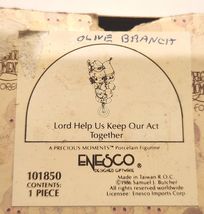 OLIVE BRANCH
Lord Help Us Keep Our Act
Together
A PRECIOUS MOMENTS™ Porcelain Figurine
ENESCO®
DESIGNED GIFTWARE
101850
CONTENTS:
1 PIECE
Made in Taiwan R.O.C.
©1986 Samuel J. Butcher
All rights reserved worldwide
Licensee: Enesco Imports Corp.